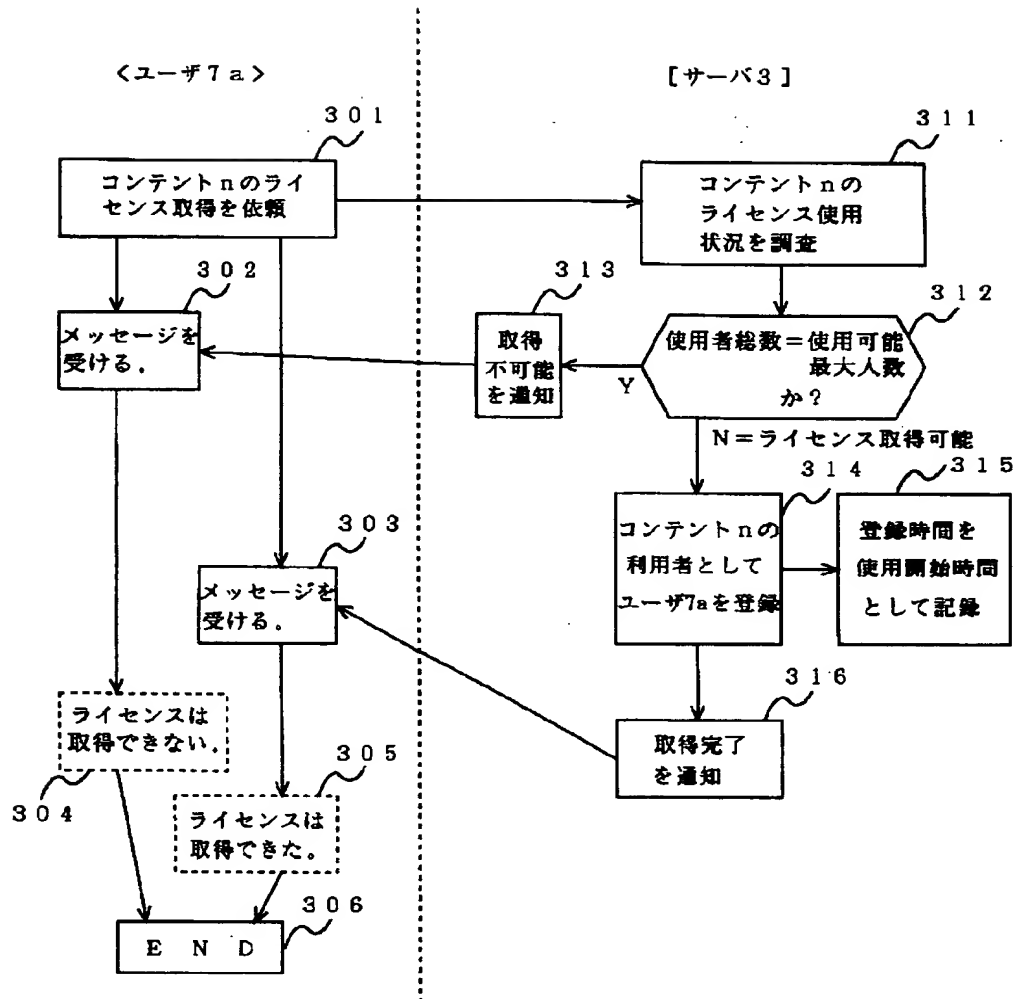 <ユーザ7a>
[サーバ3]
301
コンテントnのライ
センス取得を依頼
311
コンテントnの
ライセンス使用
状況を調査
302
メッセージを
受ける.
313
取得
不可能
を通知
312
使用者総数=使用可能
最大人数
か?
Y
N=ライセンス取得可能
314
コンテントnの
利用者として
ユーザ7aを登録
315
登録時間を
使用開始時間
として記録
303
メッセージを
受ける。
316
取得完了
を通知
ライセンスは
取得できない.
304
305
ライセンスは
取得できた。
306
END